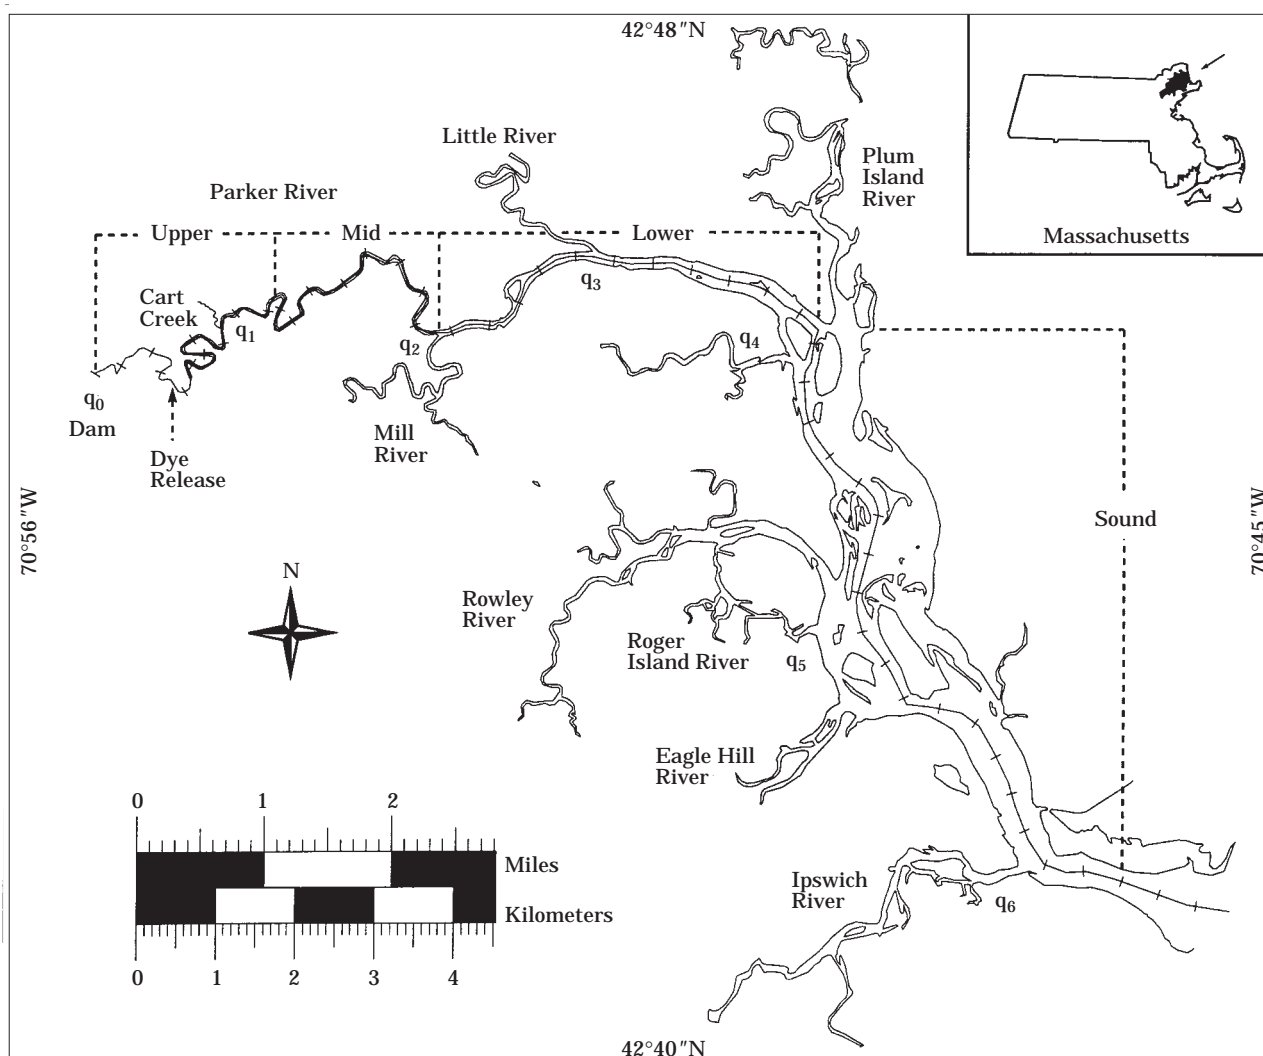 42°48"N
Little River
Plum
Island
River
Parker River
Massachusetts
Upper
Mid
Lower
Cart
Creek
q1
q2
q3
q4
q0
Dam
Mill
River
Dye
Release
70°56"W
70°45"W
Sound
N
Rowley
River
Roger
Island River
q5
Eagle Hill
River
0 1 2
Miles
Kilometers
0 1 2 3 4
Ipswich
River
q6
42°40"N